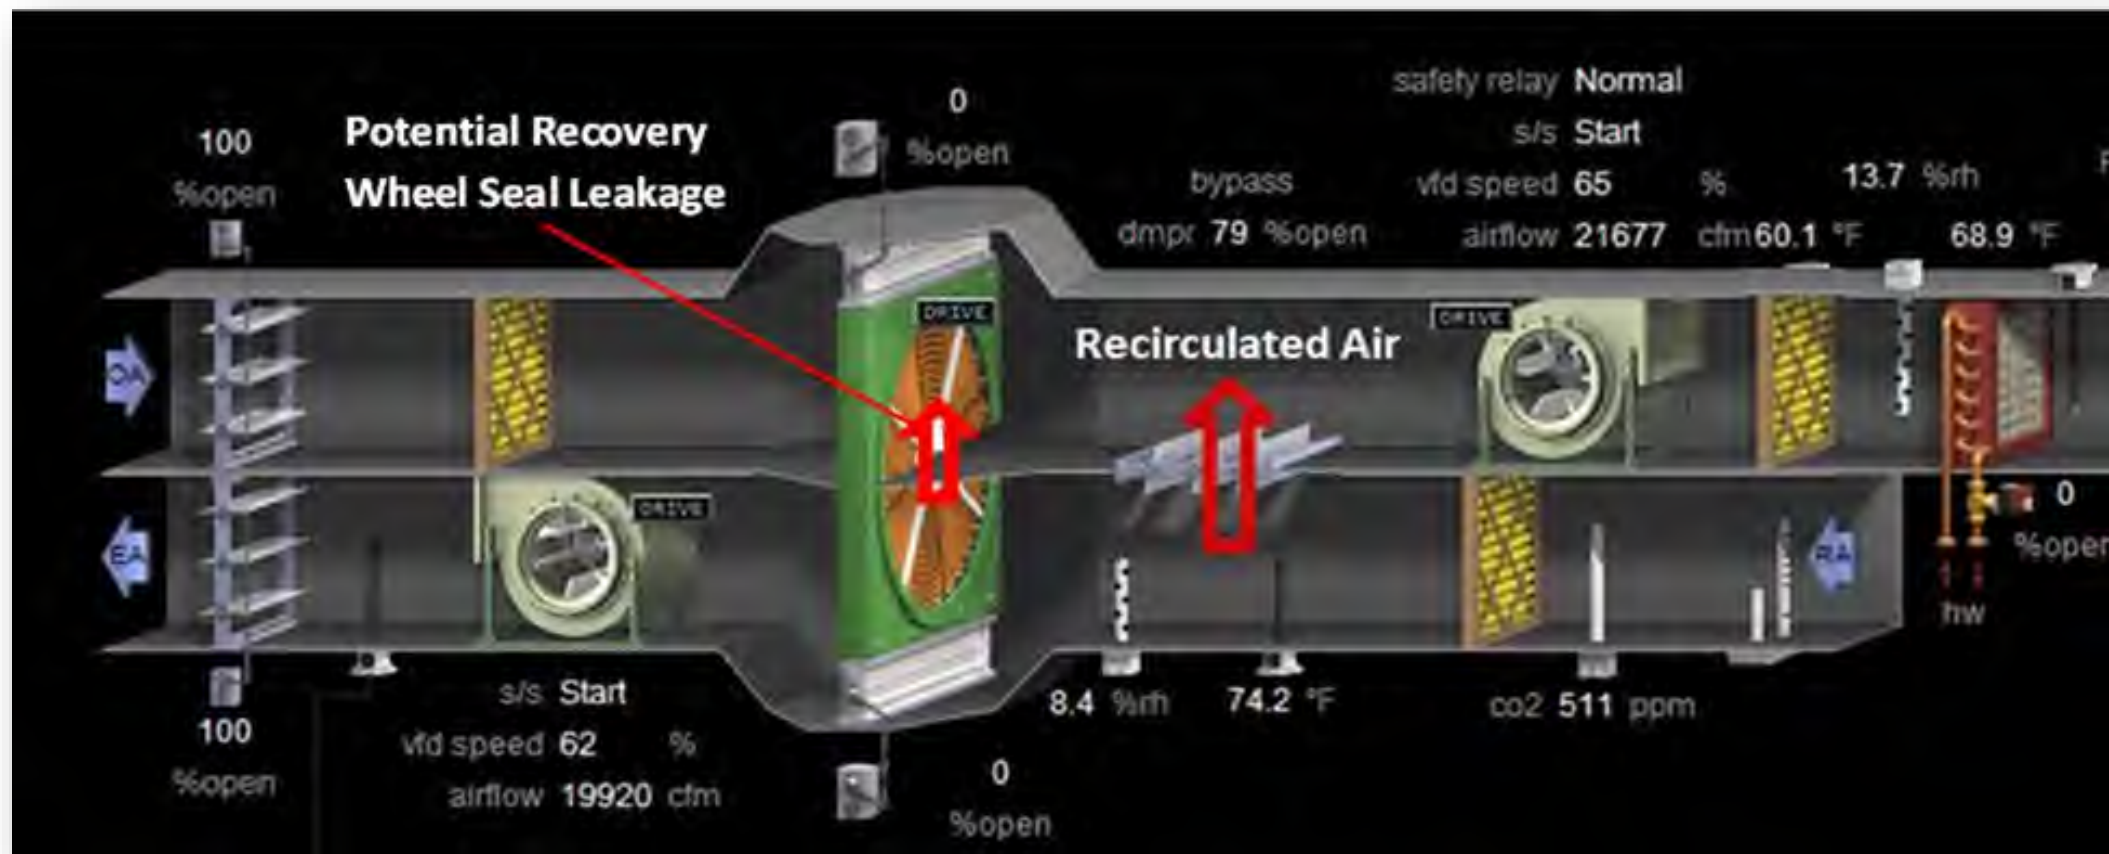 safety relay Normal
0
100
Potential Recovery
s/s Start
%open
%open
Wheel Seal Leakage
bypass
vfd speed 65 %
13.7 %rh
dmpr 79 %open
airflow 21677 cfm 60.1 °F
68.9 °F
DRIVE
DRIVE
Recirculated Air
OA
DRIVE
EA
RA
0
%open
hw
s/s Start
8.4 %rh
74.2 °F
co2 511 ppm
100
vfd speed 62 %
%open
0
airflow 19920 cfm
%open